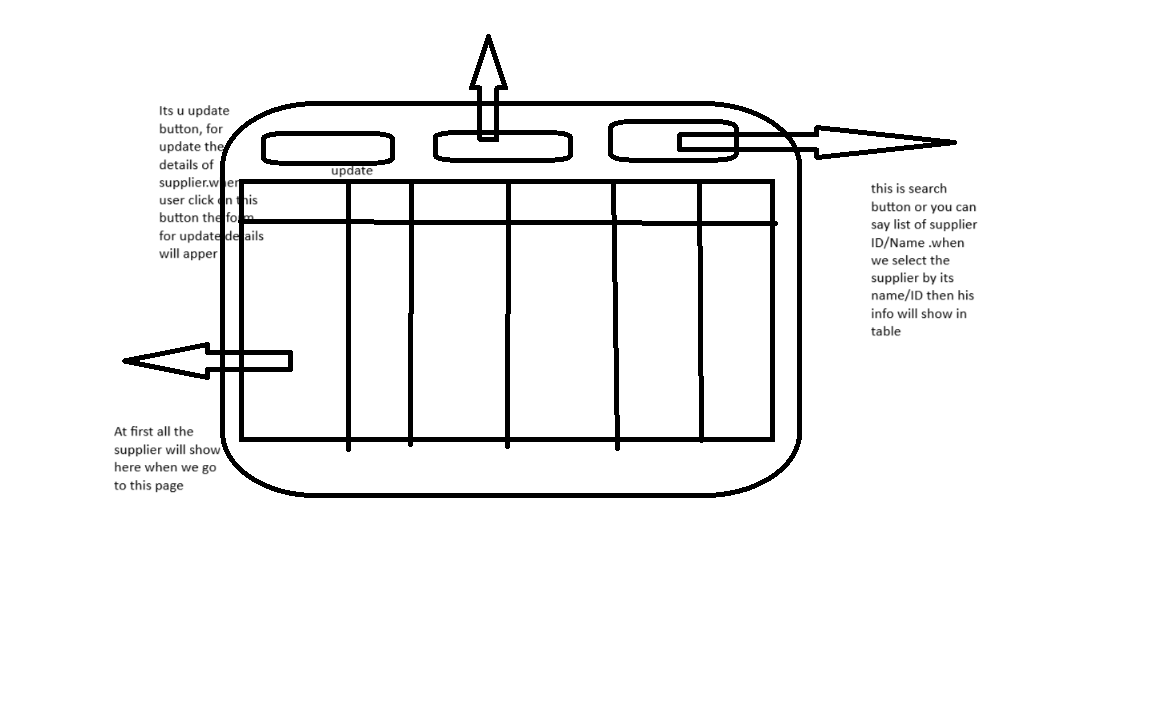 Its u update
button, for
update the
details of
supplier.when
user click on this
button the form
for update details
will apper
update
this is search
button or you can
say list of supplier
ID/Name .when
we select the
supplier by its
name/ID then his
info will show in
table
At first all the
supplier will show
here when we go
to this page